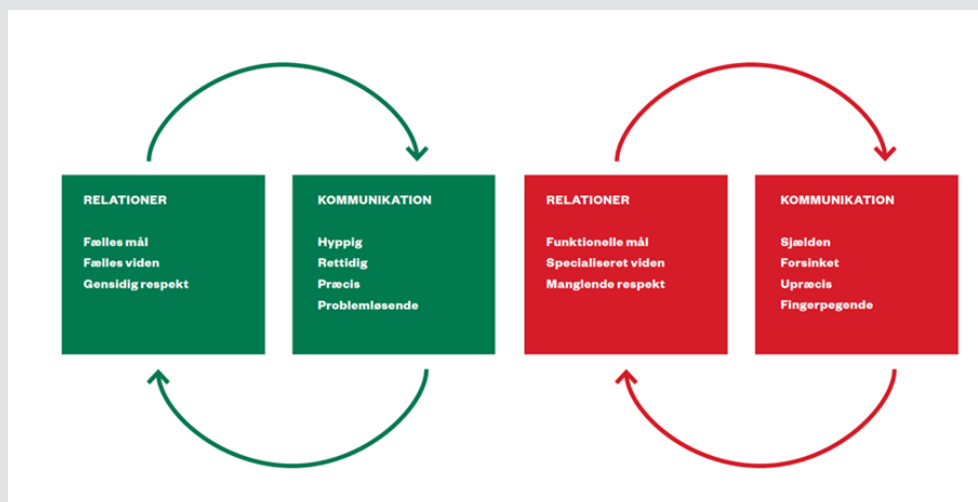 RELATIONER
Fælles mål
Fælles viden
Gensidig respekt
KOMMUNIKATION
Hyppig
Rettidig
Præcis
Problemløsende
RELATIONER
Funktionelle mål
Specialiseret viden
Manglende respekt
KOMMUNIKATION
Sjælden
Forsinket
Upræcis
Fingerpegende